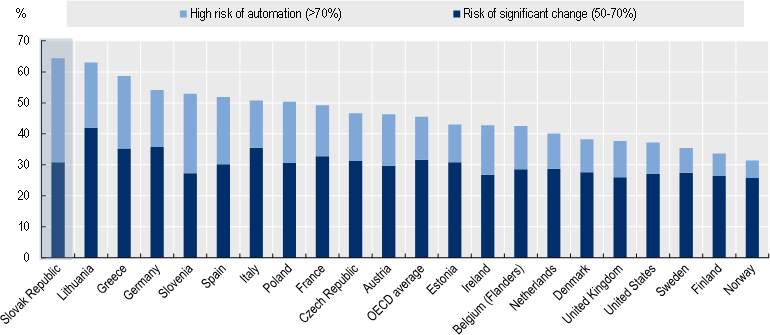 %
High risk of automation (>70%)
Risk of significant change (50-70%)
70
60
50
40
30
20
10
0
Slovak Republic
Lithuania
Greece
Germany
Slovenia
Spain
Italy
Poland
France
Czech Republic
Austria
OECD average
Estonia
Ireland
Belgium (Flanders)
Netherlands
Denmark
United Kingdom
United States
Sweden
Finland
Norway